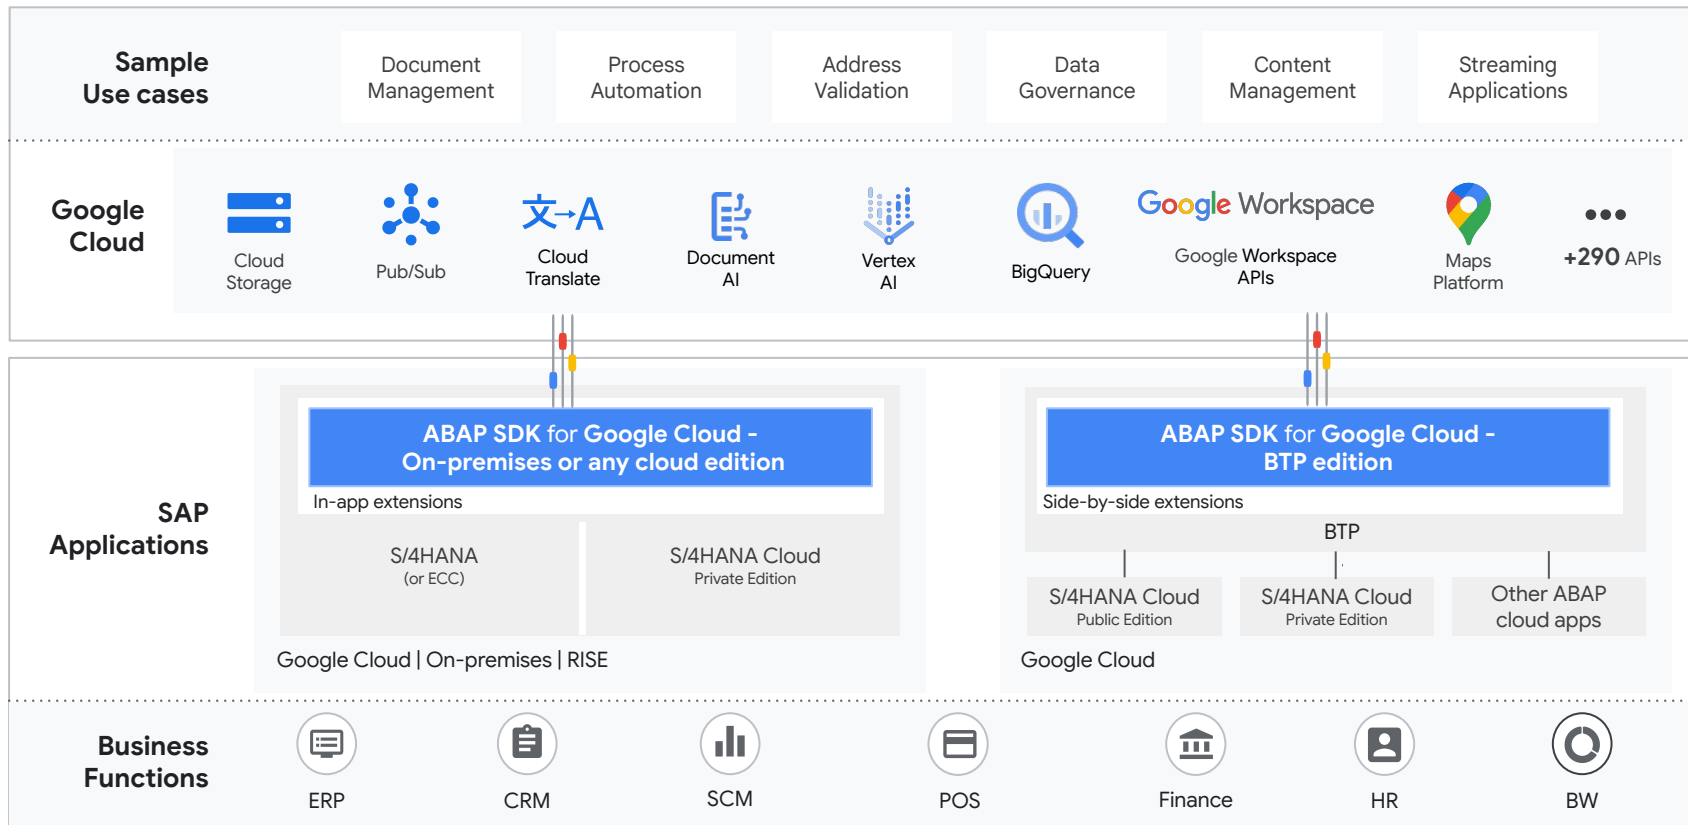 Sample
Use cases
Document
Management
Process
Automation
Address
Validation
Data
Governance
Content
Management
Streaming
Applications
Google
Cloud
Cloud
Storage
Pub/Sub
文→A
Cloud
Translate
Document
AI
Vertex
AI
BigQuery
Google Workspace
Google Workspace
APIs
Maps
Platform
+290 APIs
SAP
Applications
ABAP SDK for Google Cloud -
On-premises or any cloud edition
In-app extensions
S/4HANA
(or ECC)
S/4HANA Cloud
Private Edition
Google Cloud | On-premises | RISE
ABAP SDK for Google Cloud -
BTP edition
Side-by-side extensions
BTP
S/4HANA Cloud
Public Edition
S/4HANA Cloud
Private Edition
Other ABAP
cloud apps
Google Cloud
Business
Functions
ERP
CRM
SCM
POS
Finance
HR
BW